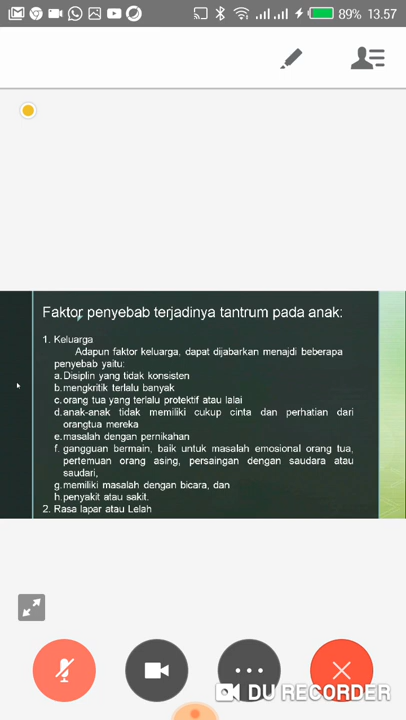 89% 13.57
Faktor penyebab terjadinya tantrum pada anak:
1. Keluarga
Adapun faktor keluarga, dapat dijabarkan menajdi beberapa
penyebab yaitu:
a. Disiplin yang tidak konsisten
b. mengkritik terlalu banyak
c. orang tua yang terlalu protektif atau lalai
d. anak-anak tidak memiliki cukup cinta dan perhatian dari
orangtua mereka
e. masalah dengan pernikahan
f. gangguan bermain, baik untuk masalah emosional orang tua,
pertemuan orang asing, persaingan dengan saudara atau
saudari,
g. memiliki masalah dengan bicara, dan
h. penyakit atau sakit.
2. Rasa lapar atau Lelah
DU RECORDER